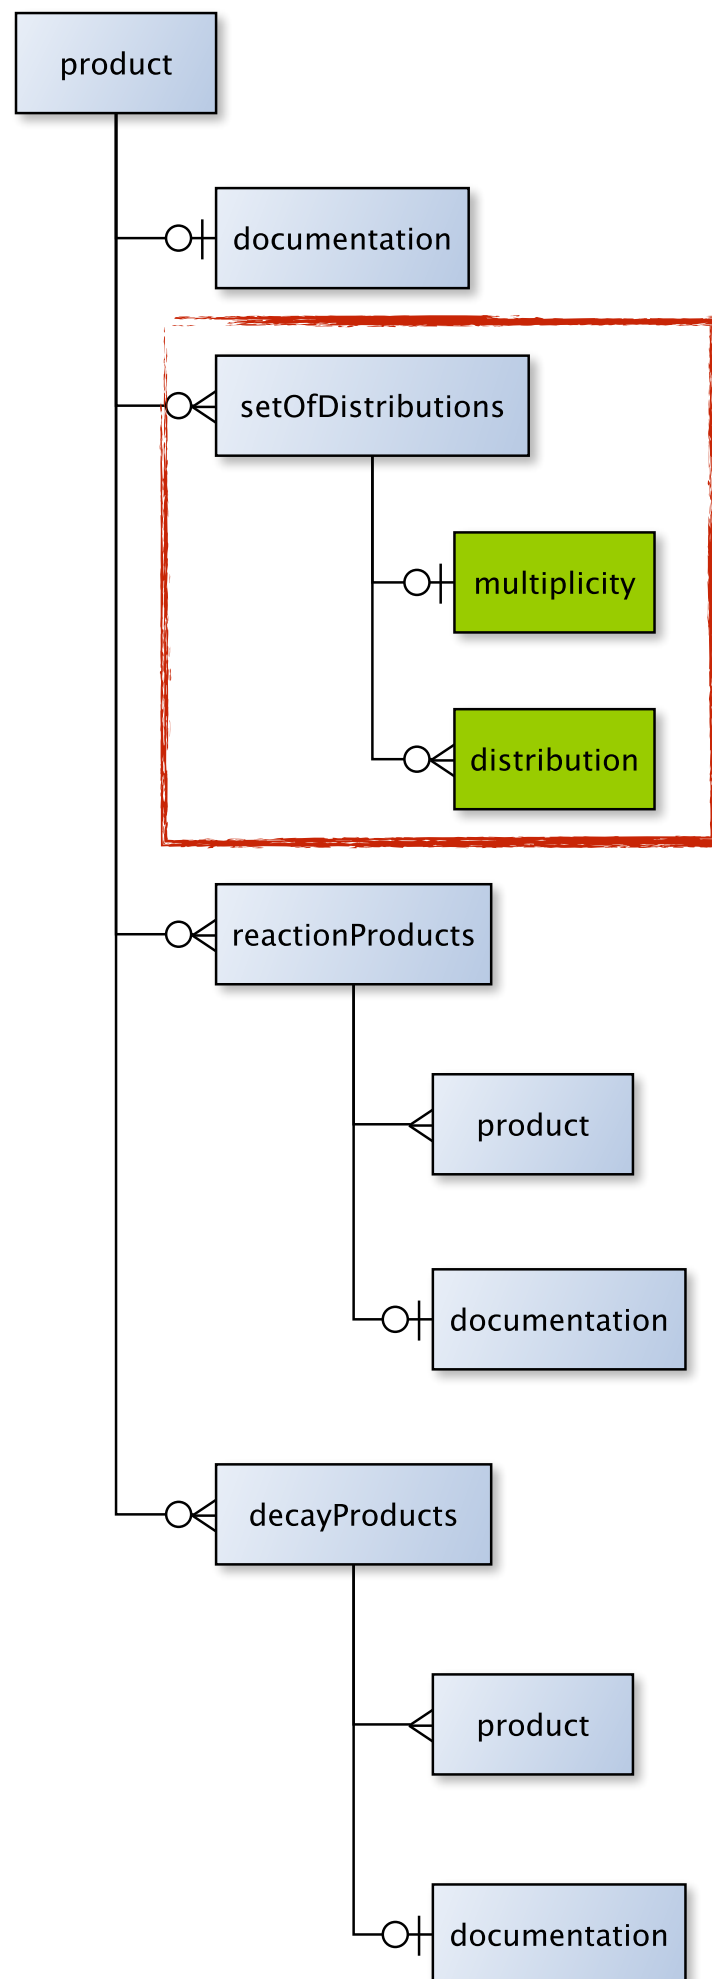 product
documentation
setOfDistributions
multiplicity
distribution
reactionProducts
product
documentation
decayProducts
product
documentation